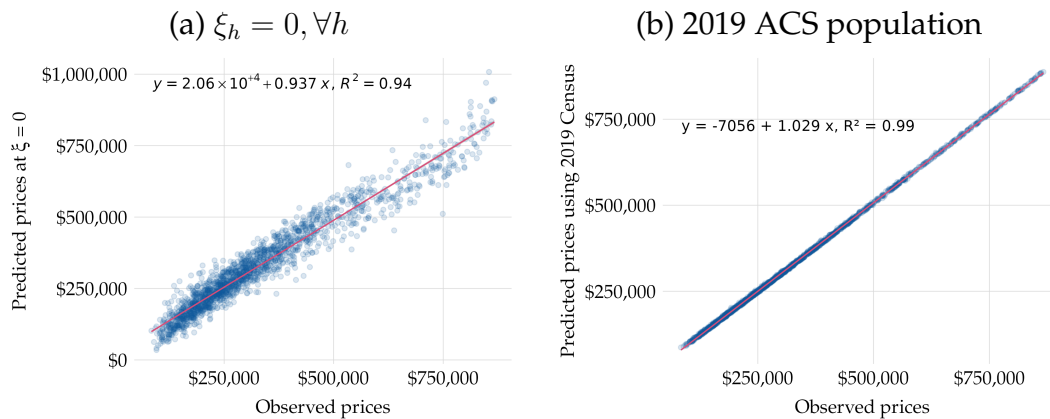 (a) ξ_h = 0, ∀h
$1,000,000
$750,000
$500,000
$250,000
$0
y = 2.06×10^{+4} + 0.937 x, R² = 0.94
Predicted prices at ξ = 0
$250,000 $500,000 $750,000
Observed prices
(b) 2019 ACS population
$750,000
$500,000
$250,000
y = -7056 + 1.029 x, R² = 0.99
Predicted prices using 2019 Census
$250,000 $500,000 $750,000
Observed prices